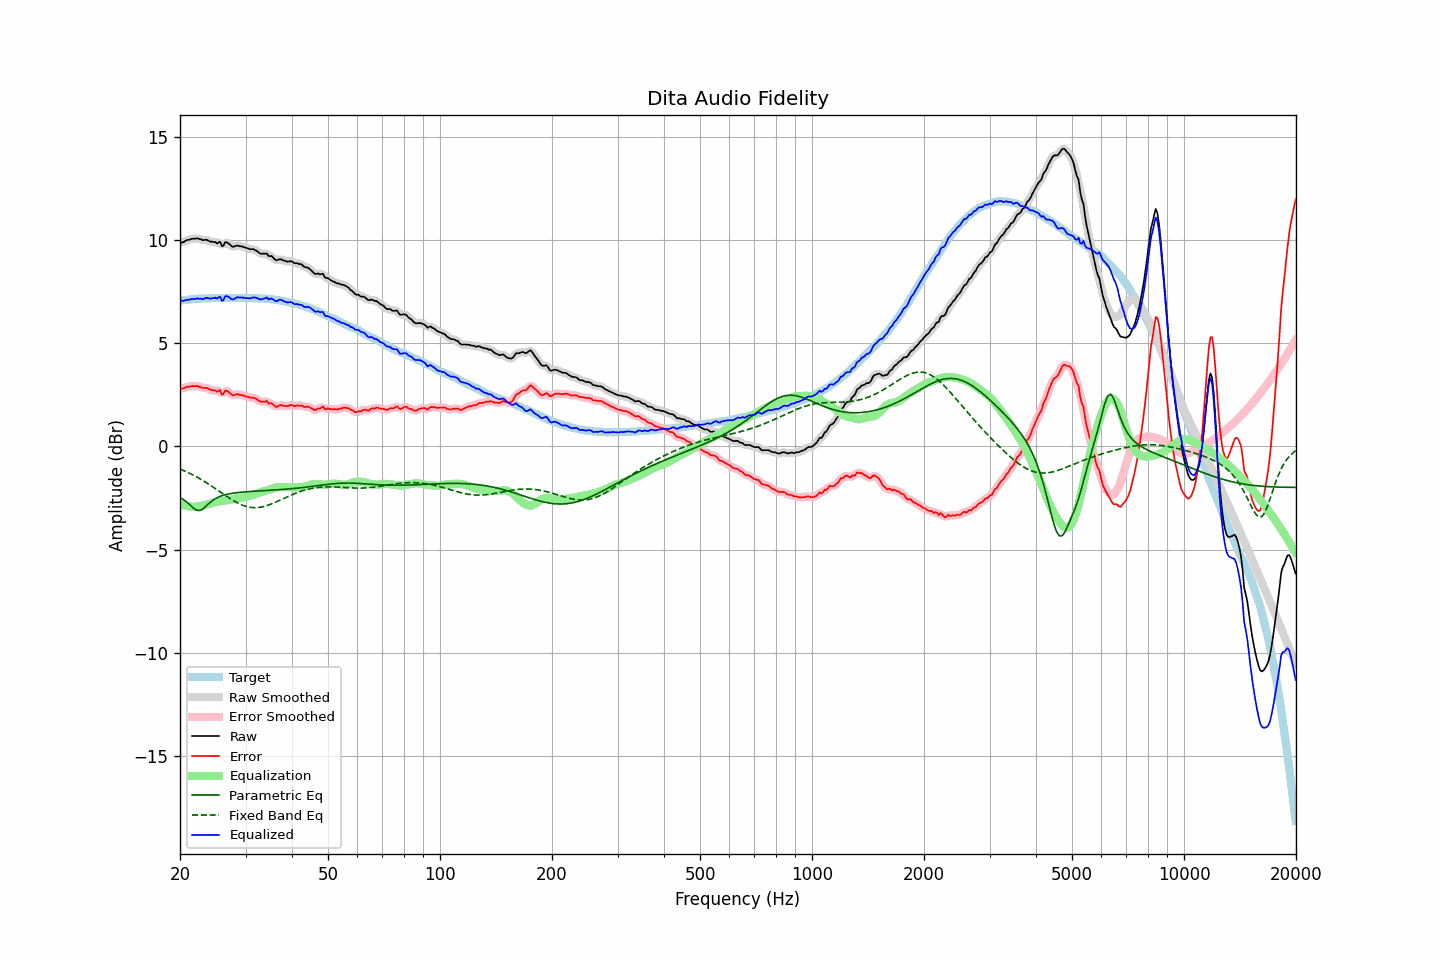 Dita Audio Fidelity
Amplitude (dBr)
15
10
5
0
−5
−10
−15
Target
Raw Smoothed
Error Smoothed
Raw
Error
Equalization
Parametric Eq
Fixed Band Eq
Equalized
20
50
100
200
500
1000
2000
5000
10000
20000
Frequency (Hz)